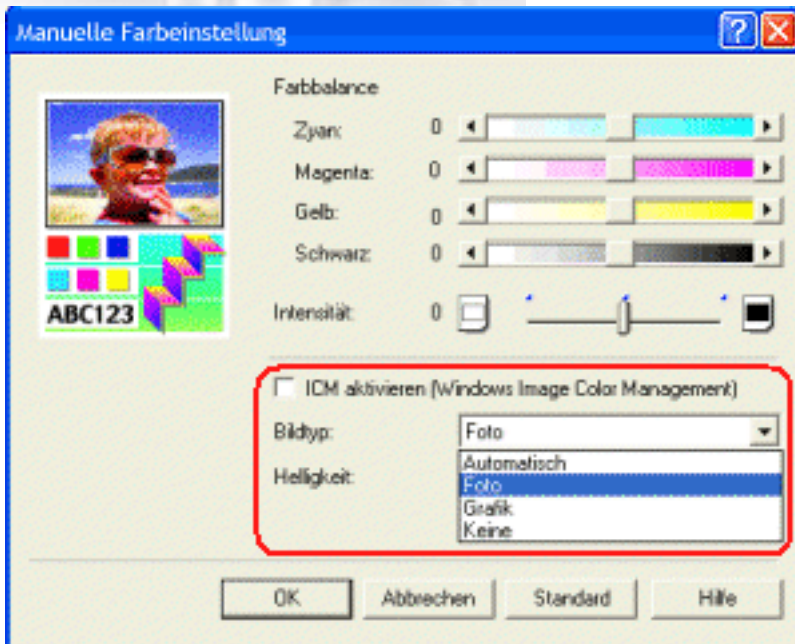 Manuelle Farbeinstellung
Farbbalance
Zyan: 0
Magenta: 0
Gelb: 0
Schwarz 0
ABC123
Intensität: 0
ICM aktivieren (Windows Image Color Management)
Bildtyp: Foto
Automatisch
Helligkeit: Foto
Grafik
Keine
OK Abbrechen Standard Hilfe